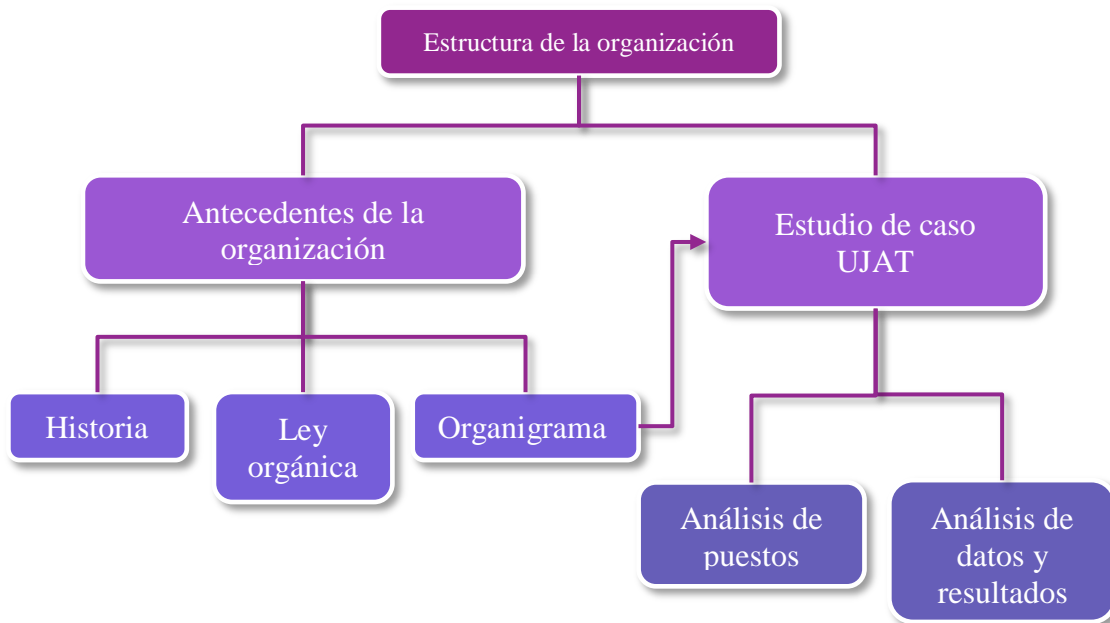 Estructura de la organización
Antecedentes de la
organización
Estudio de caso
UJAT
Historia
Ley
orgánica
Organigrama
Análisis de
puestos
Análisis de
datos y
resultados